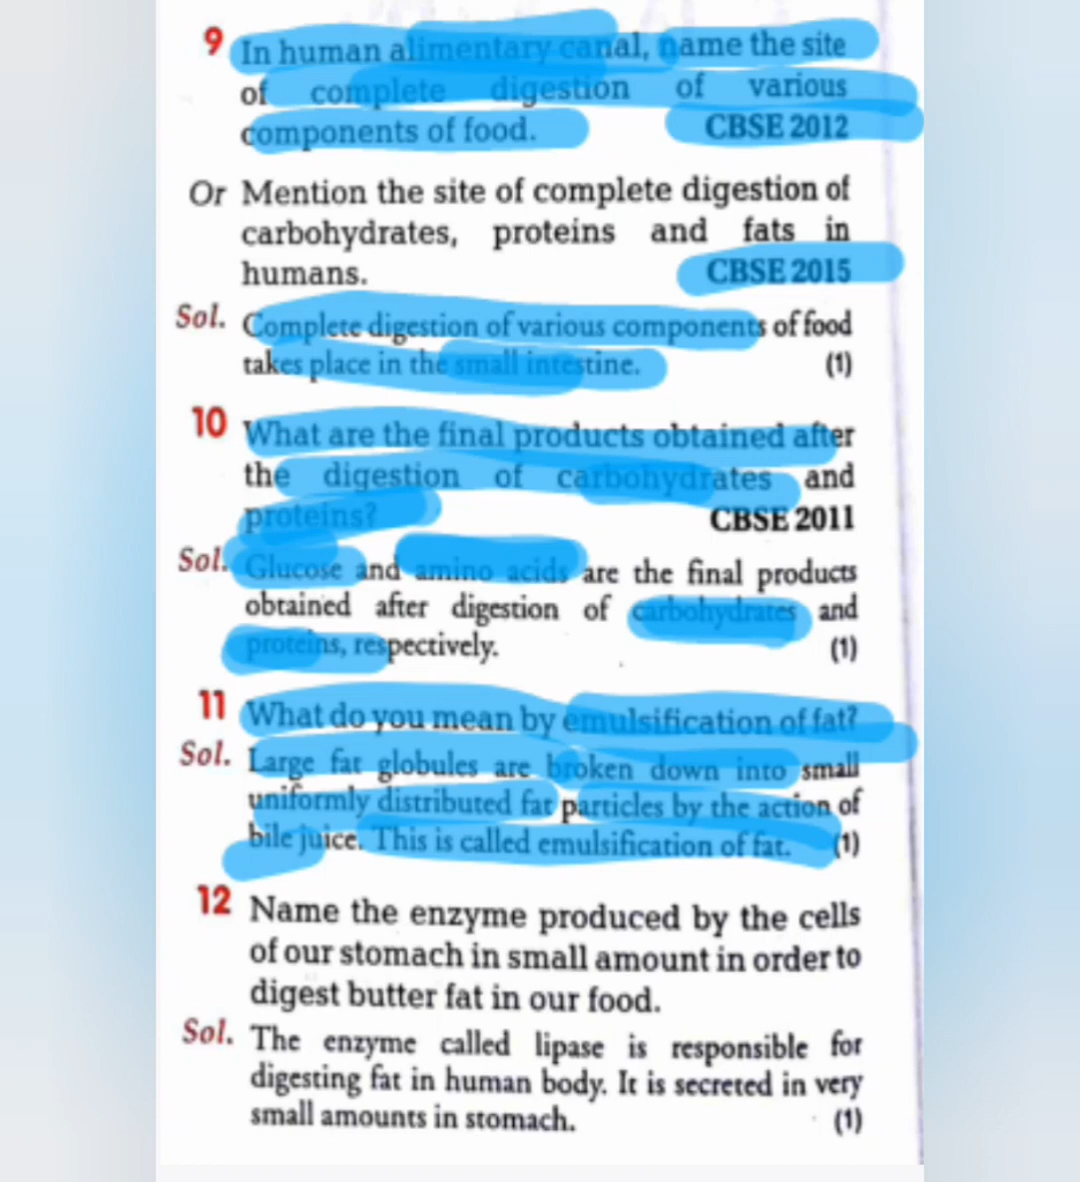 9 In human alimentary canal, name the site
of complete digestion of various
components of food. CBSE 2012
Or Mention the site of complete digestion of
carbohydrates, proteins and fats in
humans. CBSE 2015
Sol. Complete digestion of various components of food
takes place in the small intestine. (1)
10 What are the final products obtained after
the digestion of carbohydrates and
proteins? CBSE 2011
Sol. Glucose and amino acids are the final products
obtained after digestion of carbohydrates and
proteins, respectively. (1)
11 What do you mean by emulsification of fat?
Sol. Large fat globules are broken down into small
uniformly distributed fat particles by the action of
bile juice. This is called emulsification of fat. (1)
12 Name the enzyme produced by the cells
of our stomach in small amount in order to
digest butter fat in our food.
Sol. The enzyme called lipase is responsible for
digesting fat in human body. It is secreted in very
small amounts in stomach. (1)